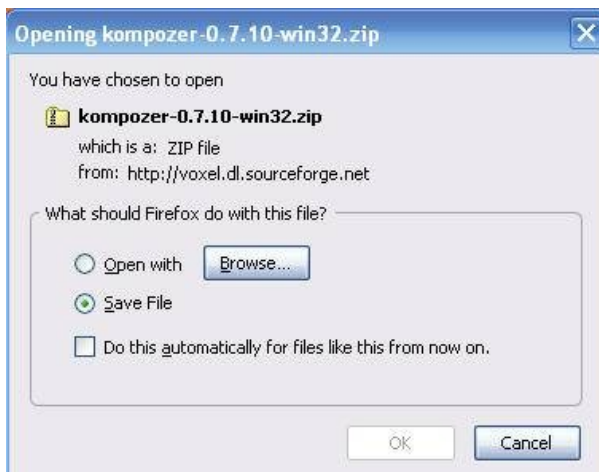 Opening kompozer-0.7.10-win32.zip
You have chosen to open
kompozer-0.7.10-win32.zip
which is a: ZIP file
from: http://voxel.dl.sourceforge.net
What should Firefox do with this file?
Open with Browse...
Save File
Do this automatically for files like this from now on.
OK Cancel